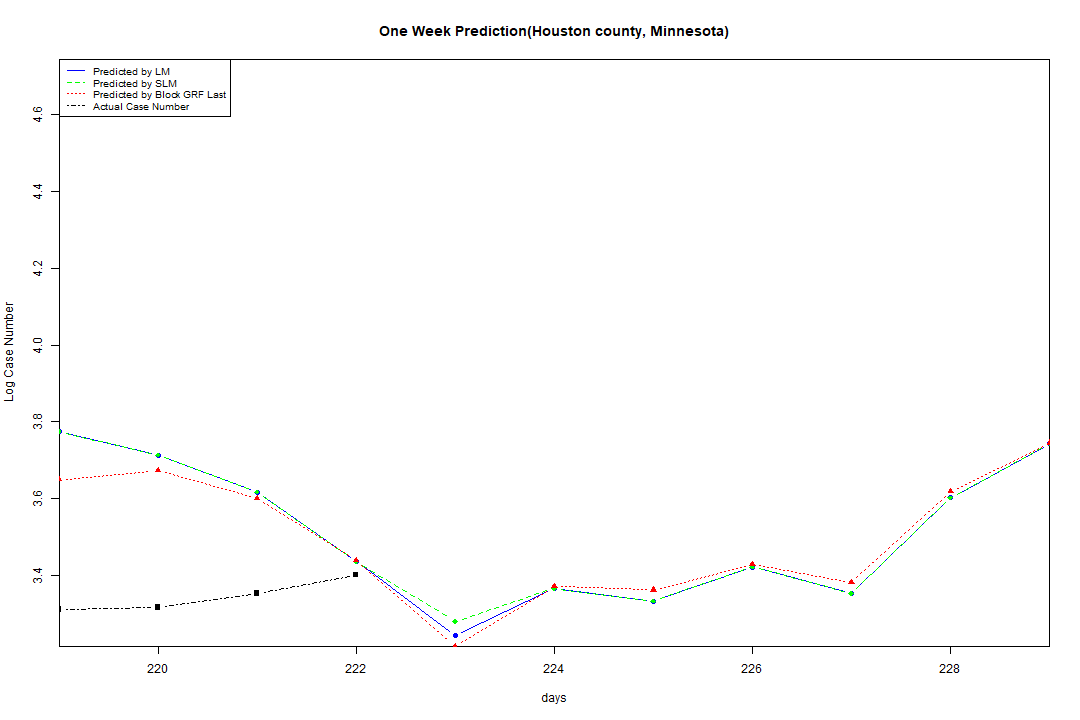 One Week Prediction(Houston county, Minnesota)
Predicted by LM
Predicted by SLM
Predicted by Block GRF Last
Actual Case Number
4.6
4.4
4.2
4.0
3.8
3.6
3.4
Log Case Number
220
222
224
226
228
days